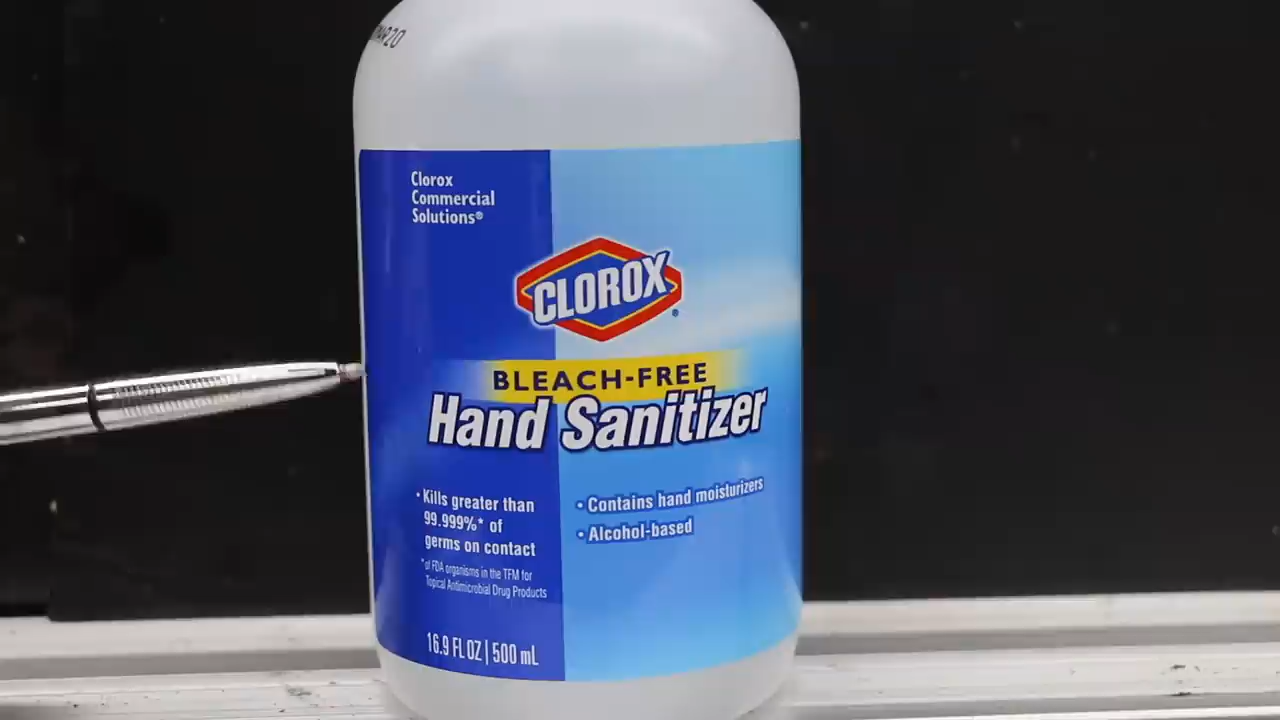 Clorox
Commercial
Solutions®
CLOROX®
BLEACH-FREE
Hand Sanitizer
• Kills greater than
99.999%* of
germs on contact
*of FDA organisms in the TFM for
Topical Antimicrobial Drug Products
• Contains hand moisturizers
• Alcohol-based
16.9 FL OZ | 500 mL